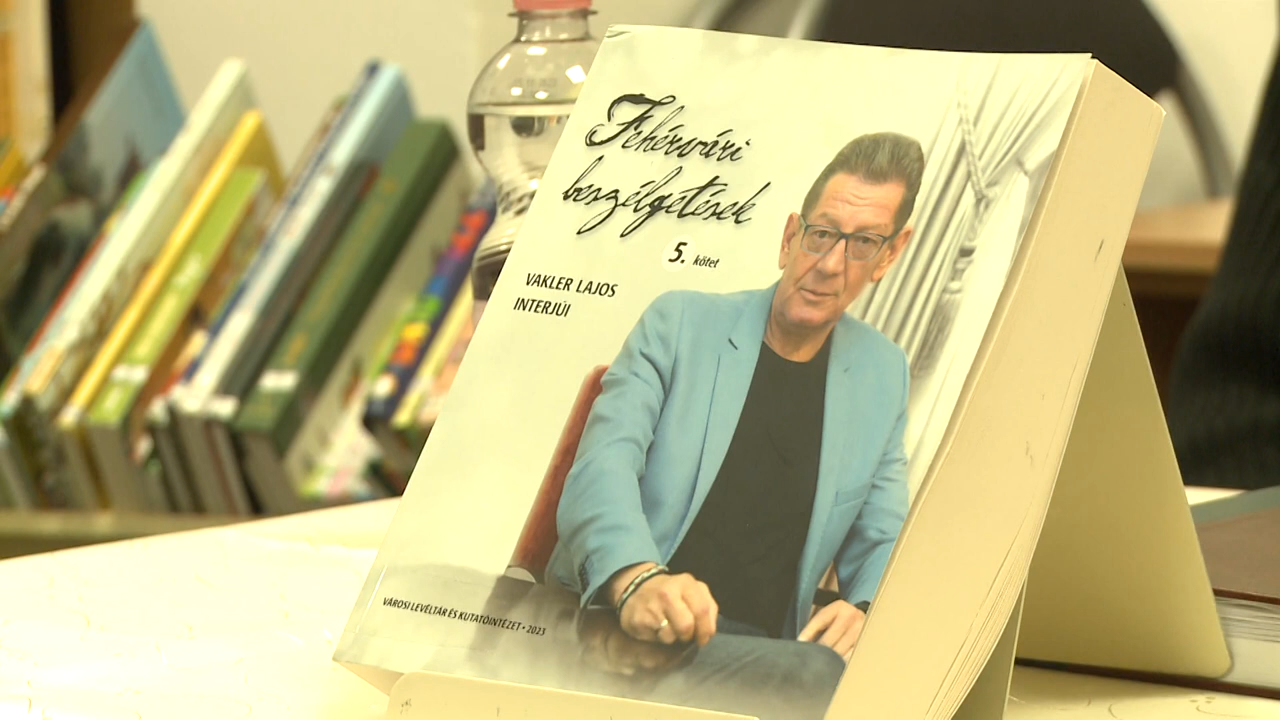 Fehérvári
beszélgetések
5. kötet
VAKLER LAJOS
INTERJÚI
VÁROSI LEVÉLTÁR ÉS KUTATÓINTÉZET • 2023